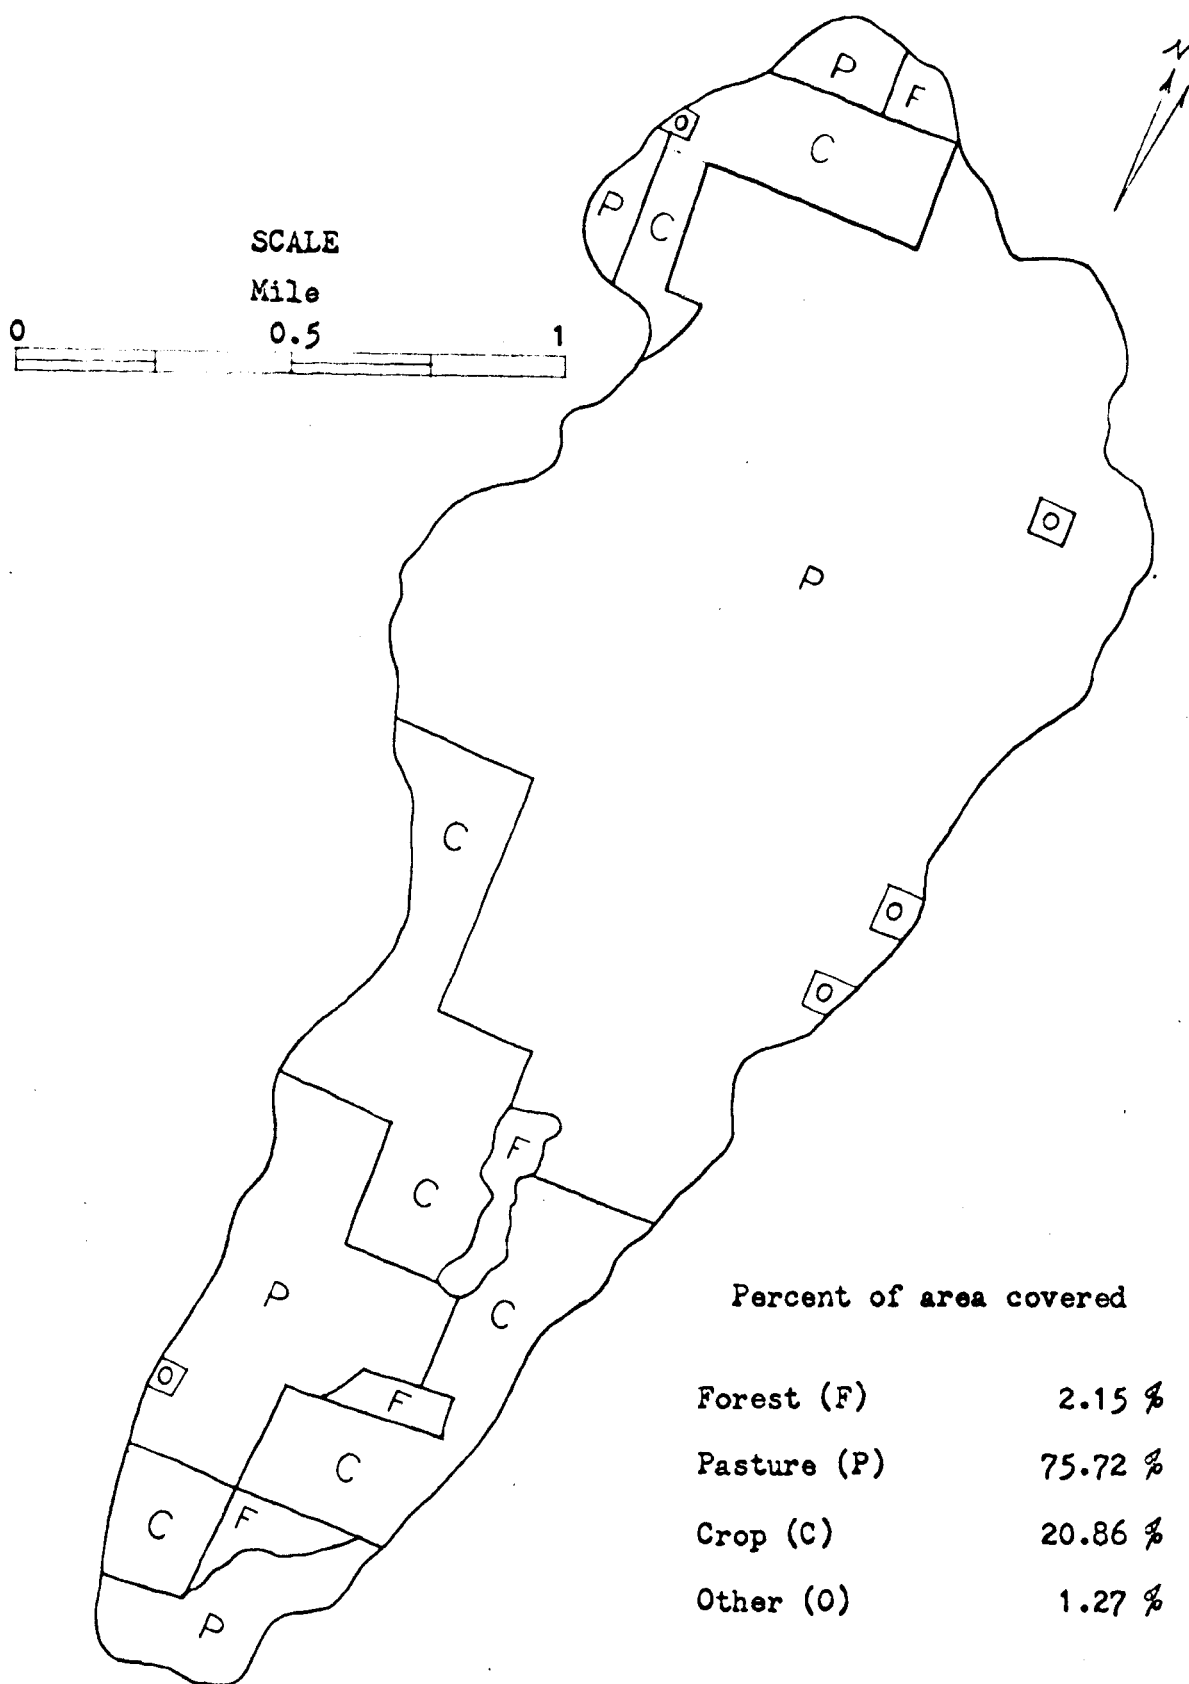 N
P
F
O
C
P
C
SCALE
Mile
0 0.5 1
O
P
C
O
O
F
C
P
C
Percent of area covered
O
F
Forest (F) 2.15 %
C
Pasture (P) 75.72 %
C
F
Crop (C) 20.86 %
Other (O) 1.27 %
P